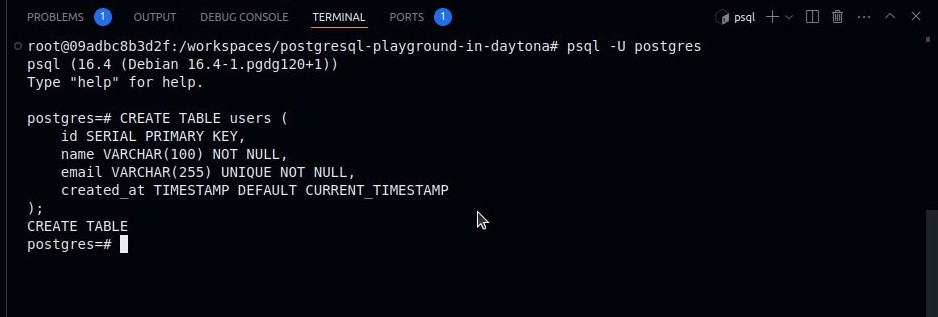 PROBLEMS 1 OUTPUT DEBUG CONSOLE TERMINAL PORTS 1 psql
root@09adbc8b3d2f:/workspaces/postgresql-playground-in-daytona# psql -U postgres
psql (16.4 (Debian 16.4-1.pgdg120+1))
Type "help" for help.
postgres=# CREATE TABLE users (
    id SERIAL PRIMARY KEY,
    name VARCHAR(100) NOT NULL,
    email VARCHAR(255) UNIQUE NOT NULL,
    created_at TIMESTAMP DEFAULT CURRENT_TIMESTAMP
);
CREATE TABLE
postgres=#